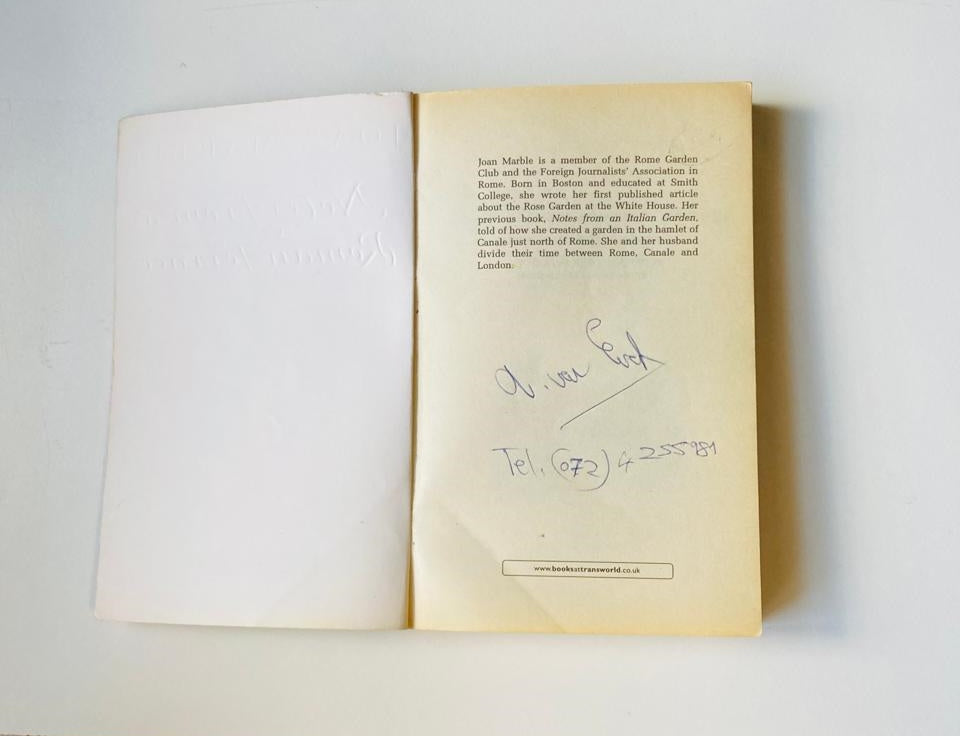 Joan Marble is a member of the Rome Garden
Club and the Foreign Journalists' Association in
Rome. Born in Boston and educated at Smith
College, she wrote her first published article
about the Rose Garden at the White House. Her
previous book, Notes from an Italian Garden,
told of how she created a garden in the hamlet of
Canale just north of Rome. She and her husband
divide their time between Rome, Canale and
London.
Tel. (072) 4255981
www.booksattransworld.co.uk